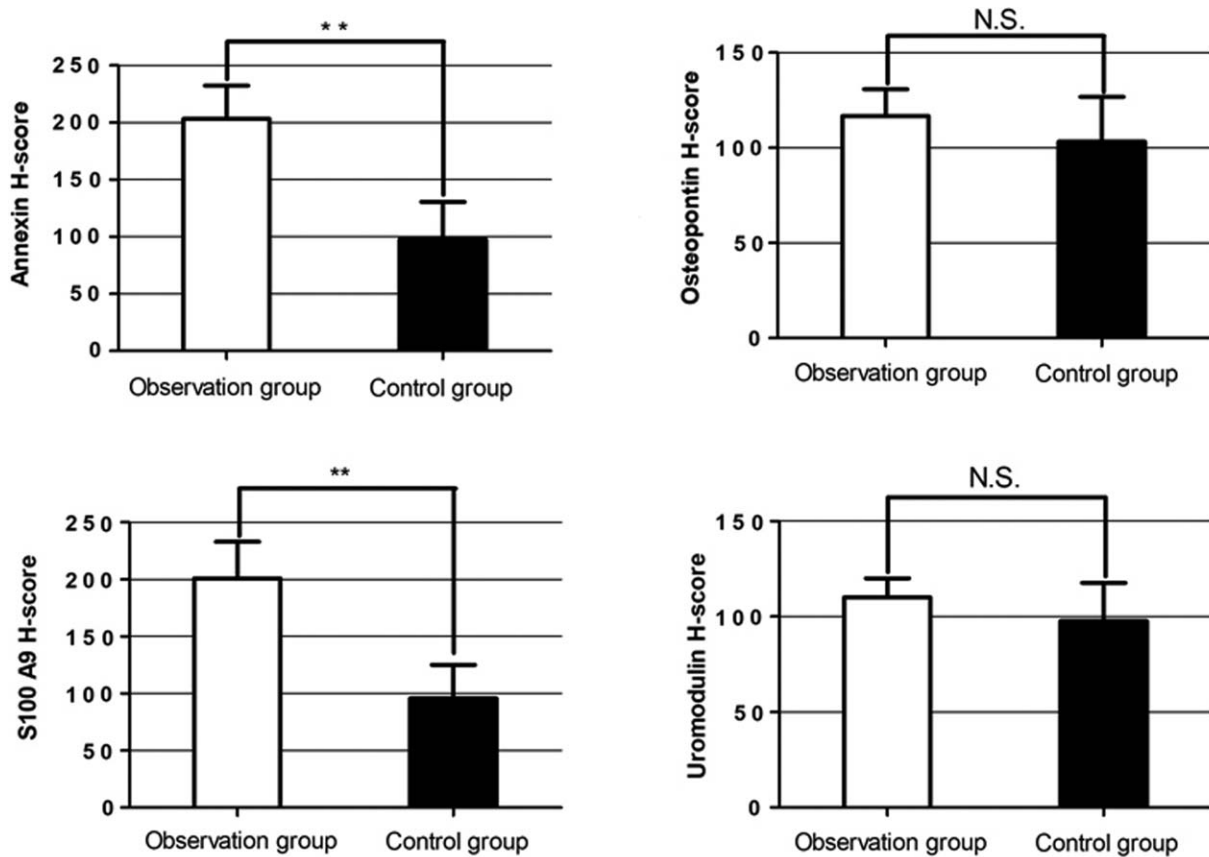 * *
Annexin H-score
250
200
150
100
50
0
Observation group
Control group
N.S.
Osteopontin H-score
150
100
50
0
Observation group
Control group
**
S100 A9 H-score
250
200
150
100
50
0
Observation group
Control group
N.S.
Uromodulin H-score
150
100
50
0
Observation group
Control group